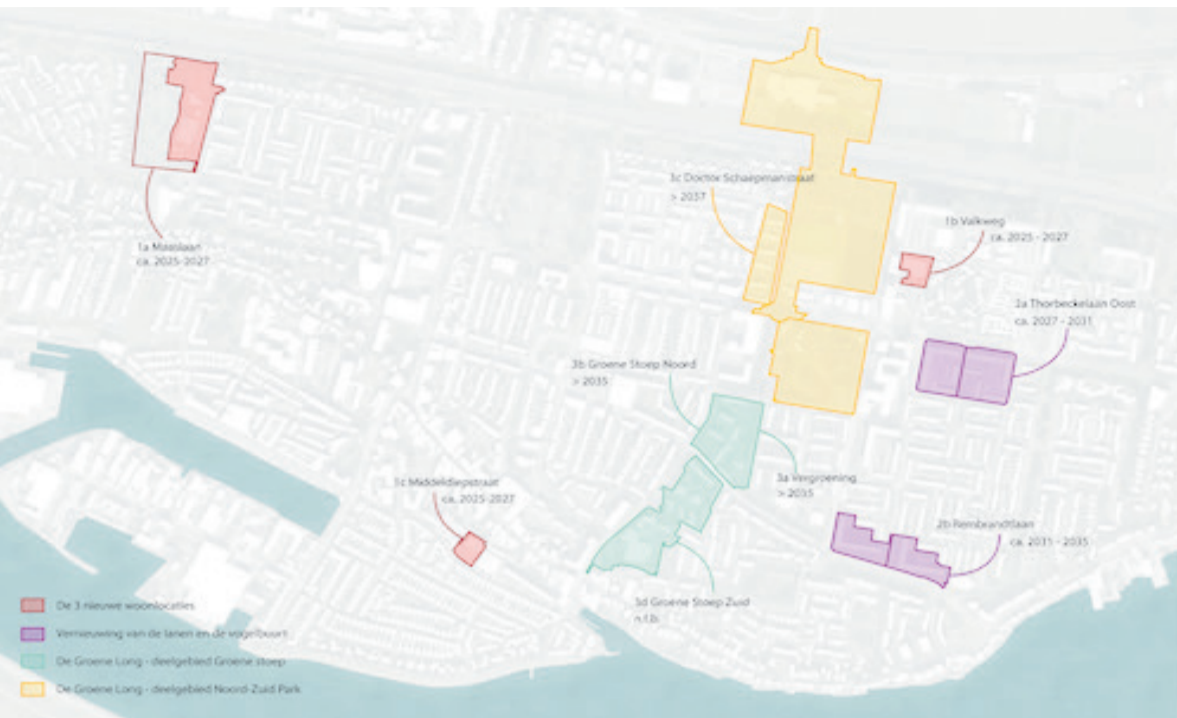 3c Doctor Schaepmanstraat
> 2037
1b Valkweg
ca. 2025 - 2027
1a Maaslaan
ca. 2025-2027
2a Thorbeckelaan Oost
ca. 2027 - 2031
3b Groene Stoep Noord
> 2035
1c Middeldiepstraat
ca. 2025-2027
3a Vergroening
> 2035
2b Rembrandtlaan
ca. 2031 - 2035
3d Groene Stoep Zuid
n.t.b.
De 3 nieuwe woonlocaties
Vernieuwing van de lanen en de vogelbuurt
De Groene Long - deelgebied Groene stoep
De Groene Long - deelgebied Noord-Zuid Park